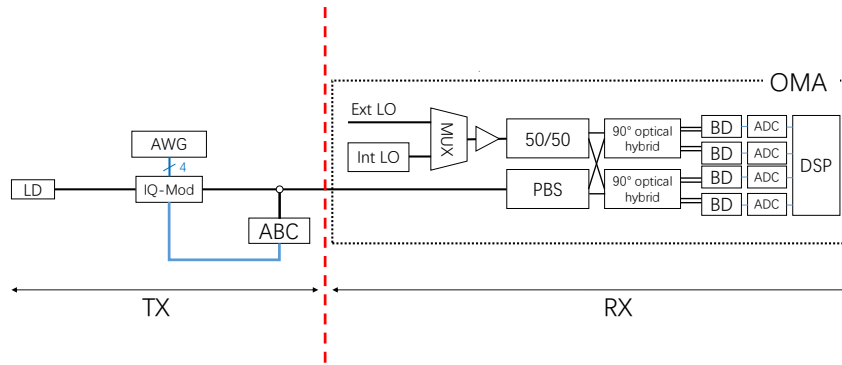 OMA
Ext LO
Int LO
MUX
50/50
PBS
90° optical
hybrid
90° optical
hybrid
BD
ADC
BD
ADC
BD
ADC
BD
ADC
DSP
AWG
4
LD
IQ-Mod
ABC
TX
RX